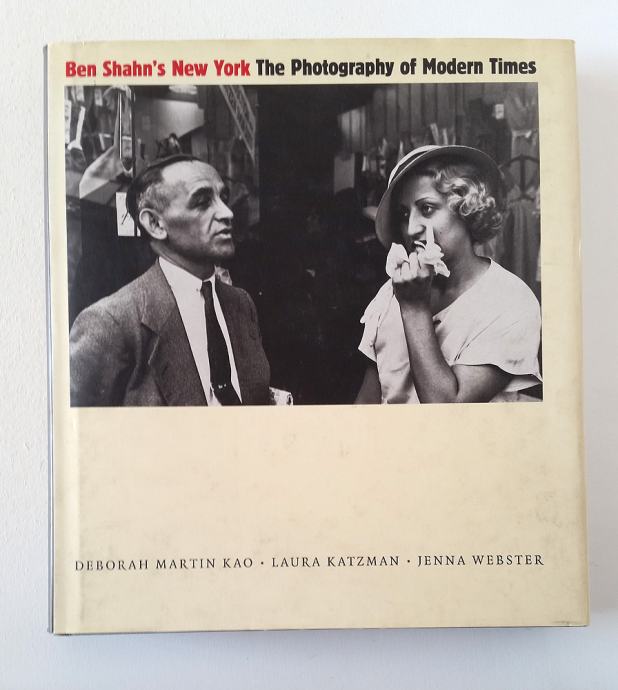 Ben Shahn's New York The Photography of Modern Times
DEBORAH MARTIN KAO · LAURA KATZMAN · JENNA WEBSTER